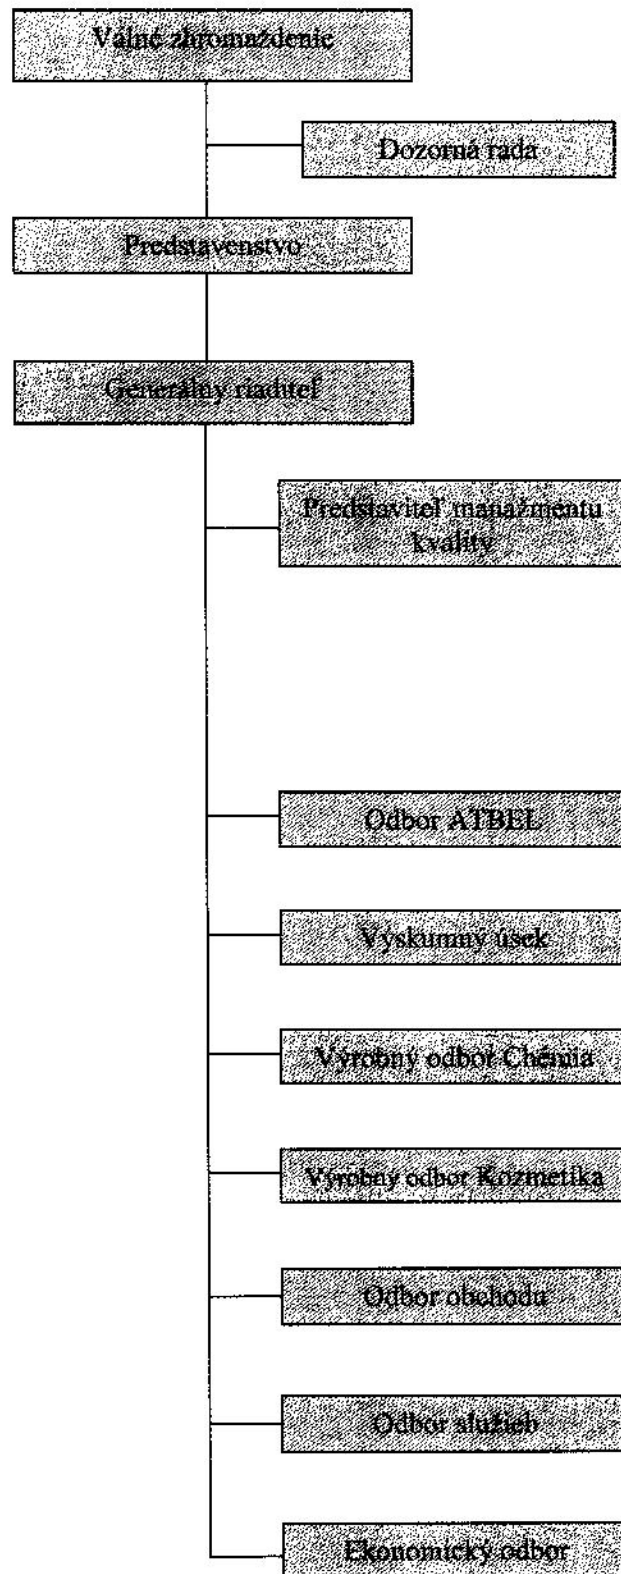 Valné zhromaždenie
Dozorná rada
Predstavenstvo
Generálny riaditeľ
Predstaviteľ manažmentu
kvality
Odbor ATBEL
Výskumný úsek
Výrobný odbor Chémia
Výrobný odbor Kozmetika
Odbor obchodu
Odbor služieb
Ekonomický odbor